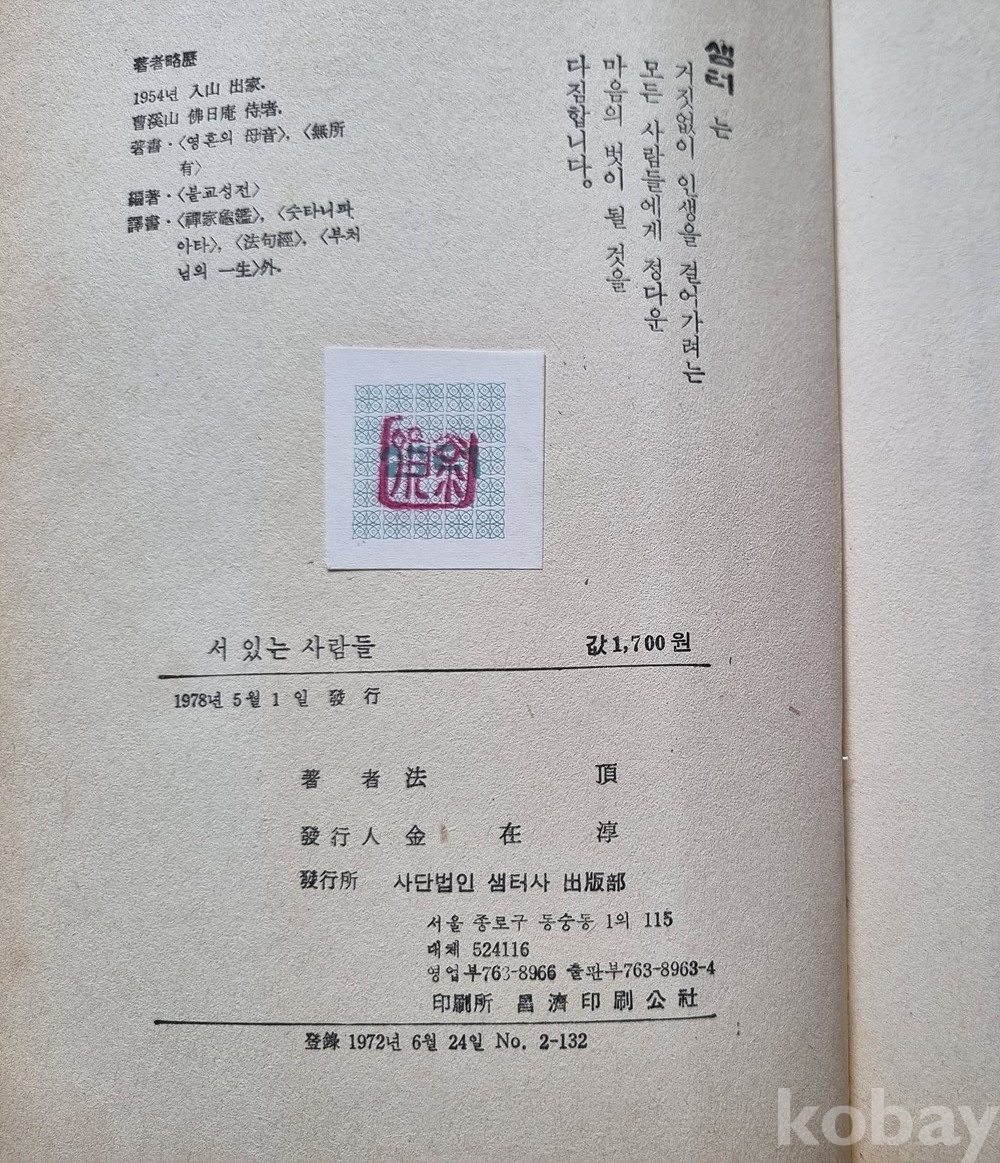 著者略歷
1954년 入山 出家.
曹溪山 佛日庵 侍者.
著書·〈영혼의 母音〉, 〈無所
有〉
編著·〈불교성전〉
譯書·〈禪家龜鑑〉, 〈숫타니파
아타〉, 〈法句經〉, 〈부처
님의 一生〉外.
샘터 는
거짓없이 인생을 걸어가려는
모든 사람들에게 정다운
마음의 벗이 될 것을
다짐합니다.
서 있는 사람들 값 1,700원
1978년 5월 1일 發行
著者 法頂
發行人 金在淳
發行所 사단법인 샘터사 出版部
서울 종로구 동숭동 1의 115
대체 524116
영업부 763-8966 출판부 763-8963-4
印刷所 昌濟印刷公社
登錄 1972년 6월 24일 No. 2-132
kobay